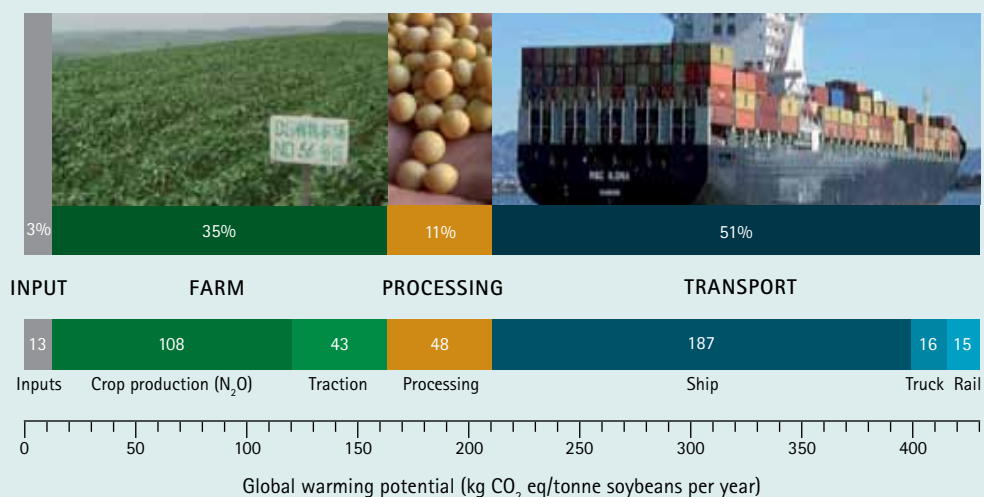 NO
3%
35%
11%
51%
INPUT
FARM
PROCESSING
TRANSPORT
13
108
43
48
187
16
15
Inputs
Crop production (N₂O)
Traction
Processing
Ship
Truck
Rail
0
50
100
150
200
250
300
350
400
Global warming potential (kg CO₂ eq/tonne soybeans per year)